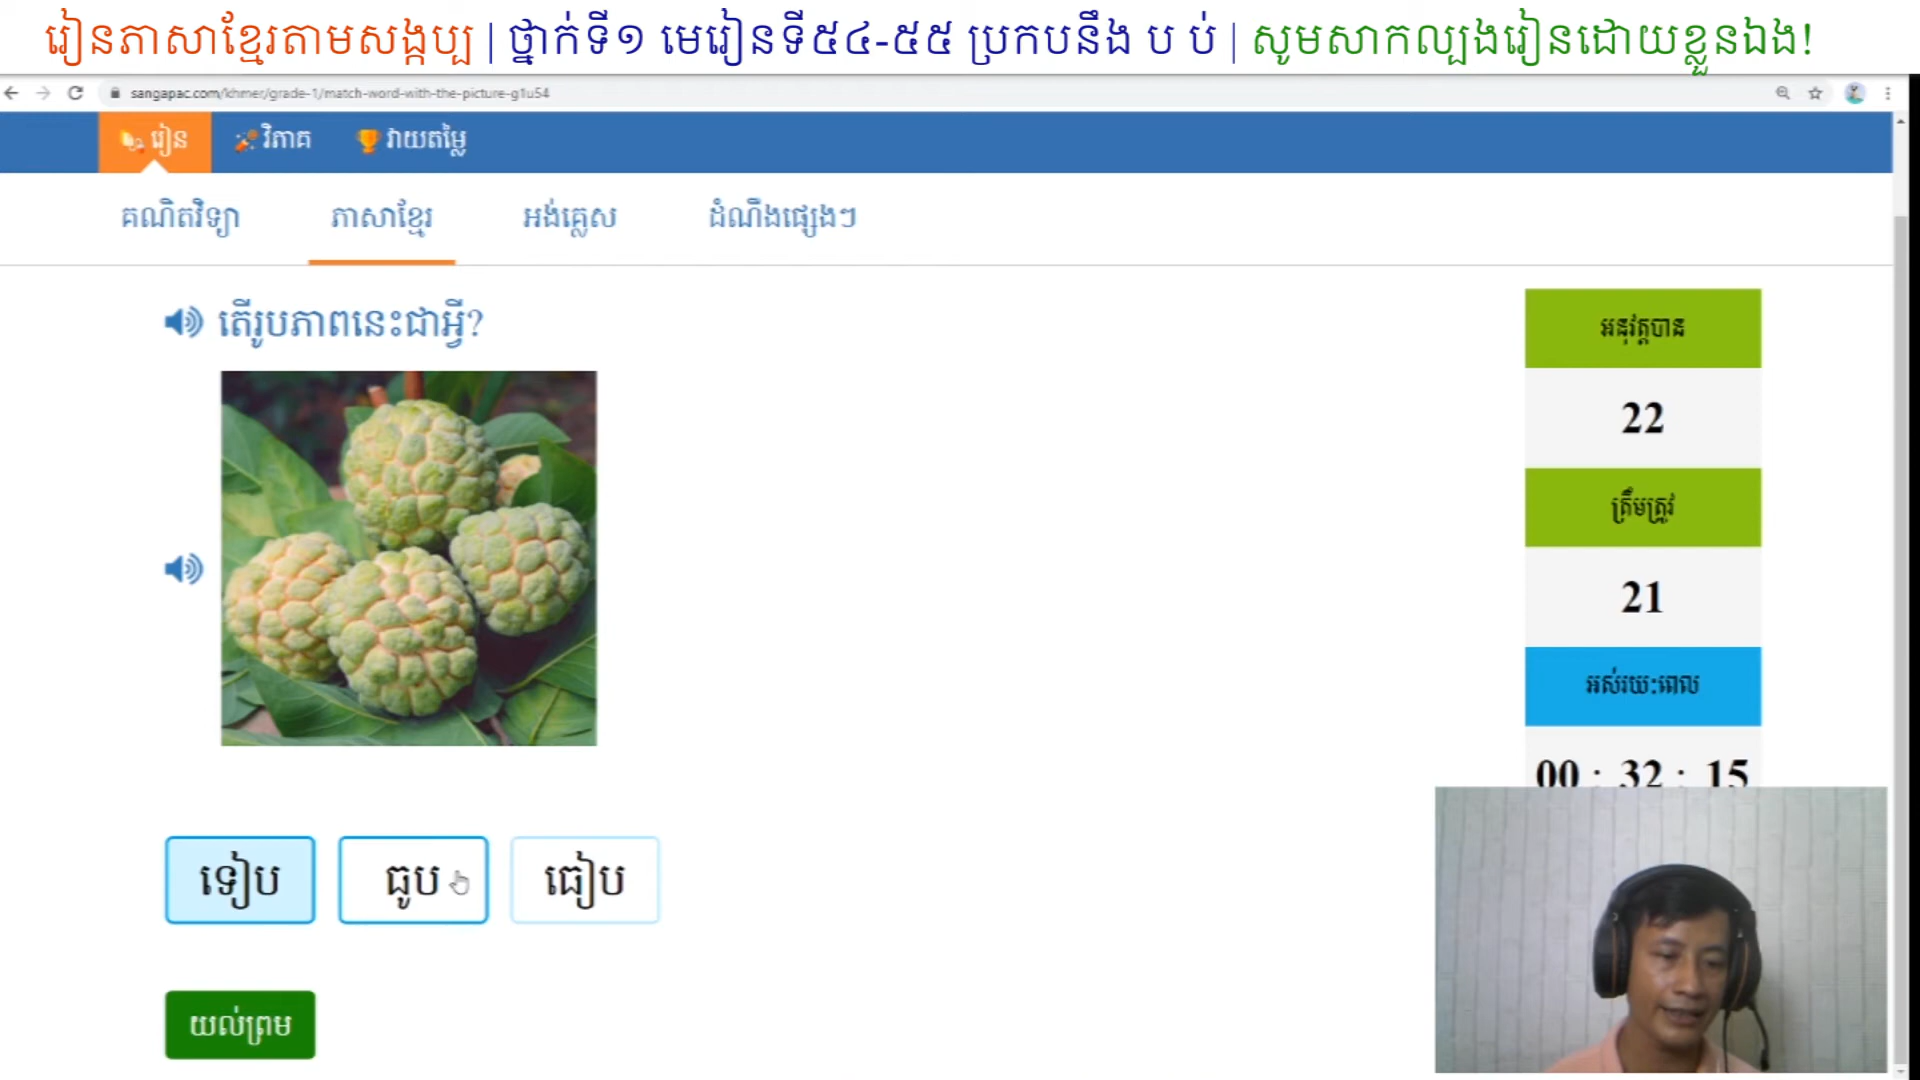 រៀនភាសាខ្មែរតាមសង្កប្ប | ថ្នាក់ទី១ មេរៀនទី៥៤-៥៥ ប្រកបនឹង ប ប់ | សូមសាកល្បងរៀនដោយខ្លួនឯង!
sangapac.com/khmer/grade-1/match-word-with-the-picture-g1u54
រៀន វិភាគ វាយតម្លៃ
គណិតវិទ្យា ភាសាខ្មែរ អង់គ្លេស ដំណឹងផ្សេងៗ
តើរូបភាពនេះជាអ្វី?
អនុវត្តបាន
22
ត្រឹមត្រូវ
21
អស់រយៈពេល
00 : 32 : 15
ទៀប ធូប ធៀប
យល់ព្រម